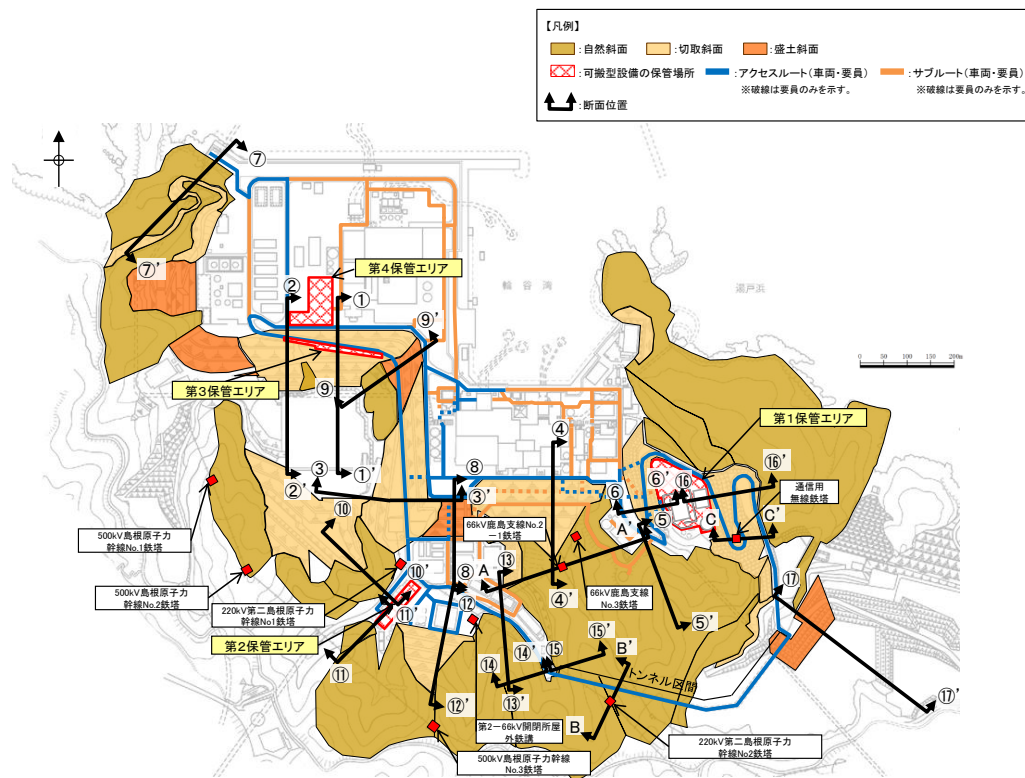 【凡例】
：自然斜面
：切取斜面
：盛土斜面
：可搬型設備の保管場所
：アクセスルート（車両・要員）
※破線は要員のみを示す。
：サブルート（車両・要員）
※破線は要員のみを示す。
：断面位置
⑦
⑦’
第４保管エリア
②
①
⑨’
輪谷湾
湯戸浜
0 50 100 150 200m
第３保管エリア
⑨
第１保管エリア
④
②’
③
①’
⑧
③’
⑥
⑥’
⑯
⑯’
通信用
無線鉄塔
⑩
66kV鹿島支線No.2
－1鉄塔
A’
⑤
C
C’
500kV島根原子力
幹線No.1鉄塔
500kV島根原子力
幹線No.2鉄塔
220kV第二島根原子力
幹線No1鉄塔
⑩’
⑧
A
⑬
④’
66kV鹿島支線
No.3鉄塔
⑤’
⑰
第２保管エリア
⑪’
⑫
⑪
⑭’
⑮
⑮’
B’
トンネル区間
⑭
⑬’
⑫’
⑰’
第2－66kV開閉所屋
外鉄構
B
500kV島根原子力幹線
No.3鉄塔
220kV第二島根原子力
幹線No2鉄塔